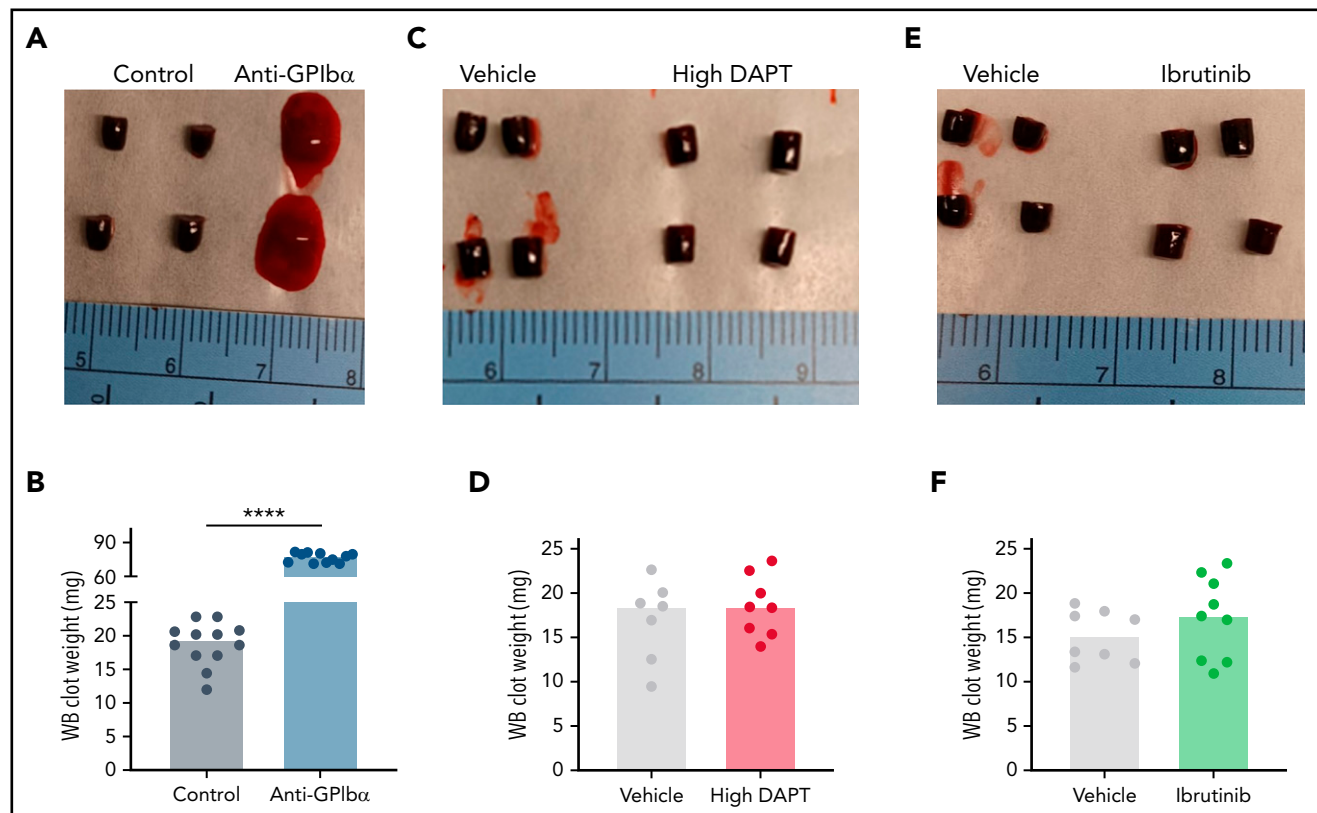 A
Control Anti-GPIbα
5 6 7 8
C
Vehicle High DAPT
6 7 8 9
E
Vehicle Ibrutinib
6 7 8
B
****
90
60
25
20
15
10
5
0
WB clot weight (mg)
Control Anti-GPIbα
D
25
20
15
10
5
0
WB clot weight (mg)
Vehicle High DAPT
F
25
20
15
10
5
0
WB clot weight (mg)
Vehicle Ibrutinib